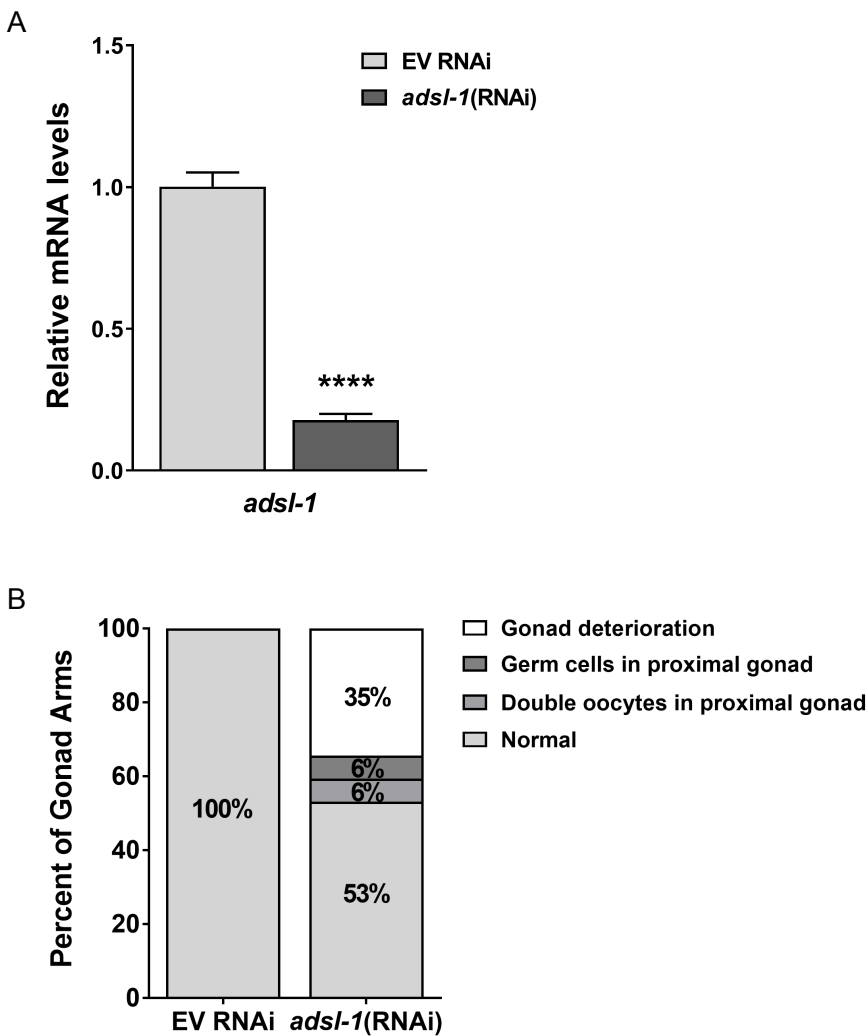 A
Relative mRNA levels
1.5
1.0
0.5
0.0
EV RNAi
adsl-1(RNAi)
****
adsl-1
B
Percent of Gonad Arms
100
80
60
40
20
0
100%
35%
6%
6%
53%
EV RNAi
adsl-1(RNAi)
Gonad deterioration
Germ cells in proximal gonad
Double oocytes in proximal gonad
Normal